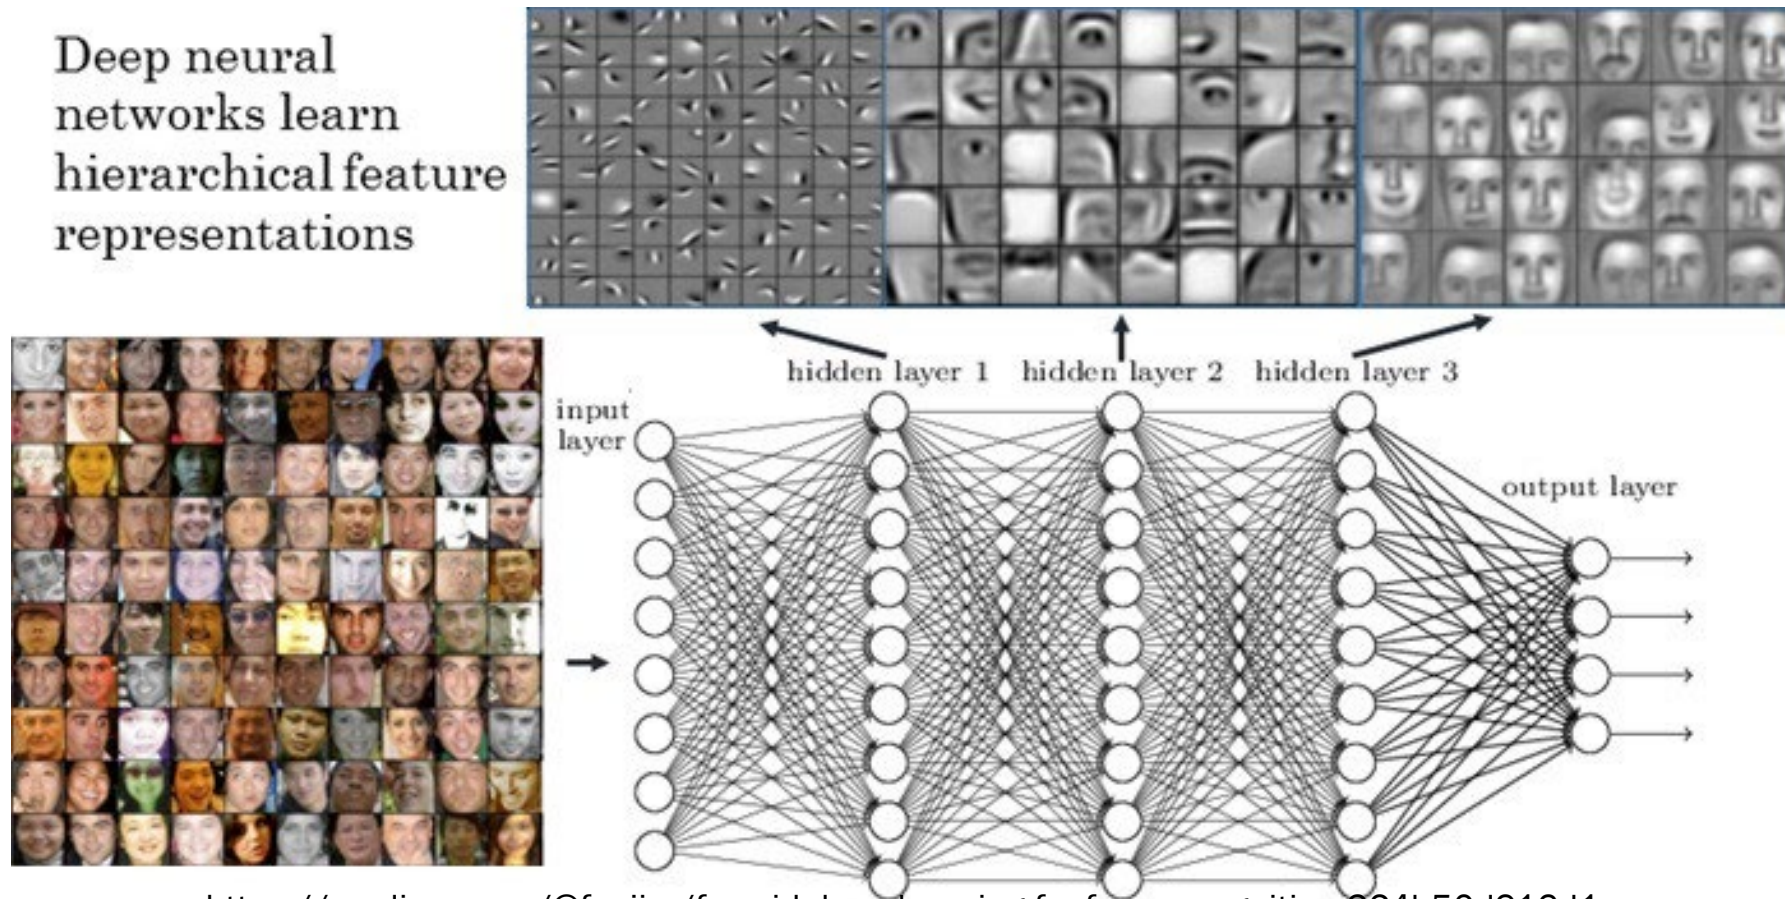 Deep neural
networks learn
hierarchical feature
representations
hidden layer 1 hidden layer 2 hidden layer 3
input
layer
output layer